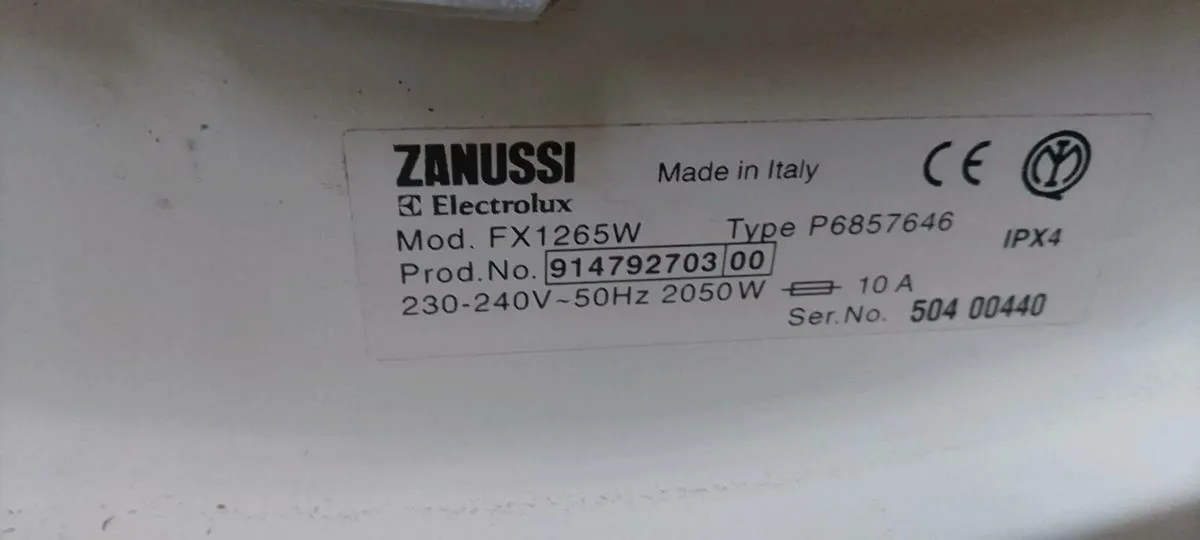 ZANUSSI Made in Italy CE
Electrolux
Mod. FX1265W Type P6857646 IPX4
Prod.No. 914792703 00
230-240V~50Hz 2050W 10 A
Ser.No. 504 00440